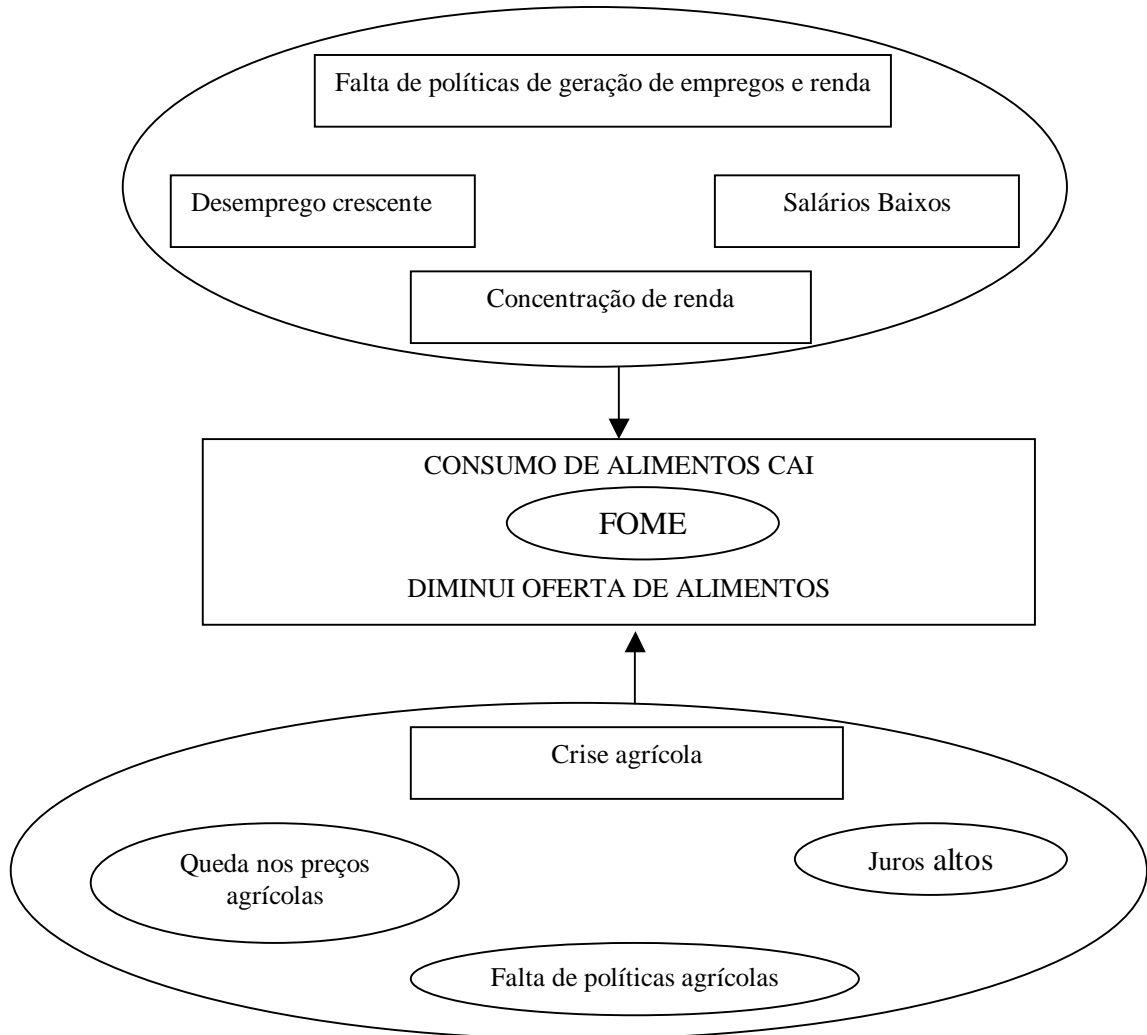 Falta de políticas de geração de empregos e renda
Desemprego crescente
Salários Baixos
Concentração de renda
CONSUMO DE ALIMENTOS CAI
FOME
DIMINUI OFERTA DE ALIMENTOS
Crise agrícola
Queda nos preços
agrícolas
Juros altos
Falta de políticas agrícolas